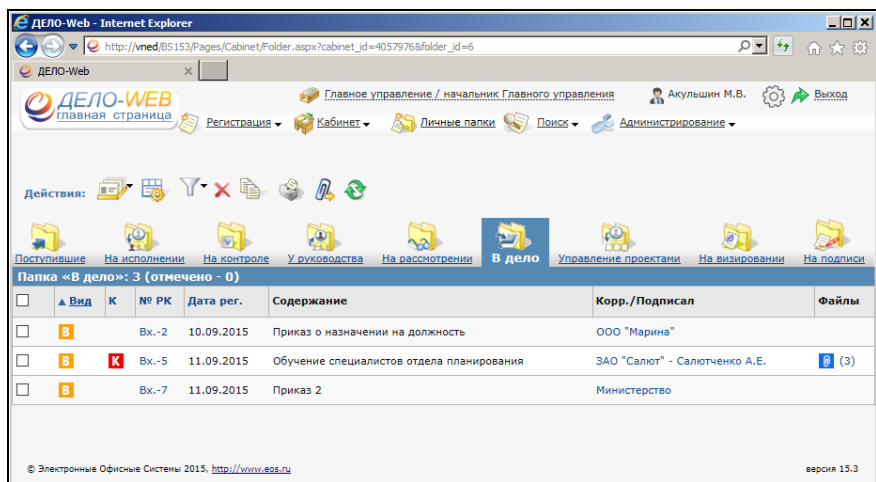 ДЕЛО-Web - Internet Explorer
http://vned/BS153/Pages/Cabinet/Folder.aspx?cabinet_id=4057976&folder_id=6
ДЕЛО-Web
ДЕЛО-WEB
главная страница
Главное управление / начальник Главного управления Акульшин М.В. Выход
Регистрация Кабинет Личные папки Поиск Администрирование
Действия:
Поступившие На исполнении На контроле У руководства На рассмотрении В дело Управление проектами На визировании На подписи
Папка «В дело»: 3 (отмечено - 0)
Вид К № РК Дата рег. Содержание Корр./Подписал Файлы
В Вх.-2 10.09.2015 Приказ о назначении на должность ООО "Марина"
В К Вх.-5 11.09.2015 Обучение специалистов отдела планирования ЗАО "Салют" - Салютченко А.Е. (3)
В Вх.-7 11.09.2015 Приказ 2 Министерство
© Электронные Офисные Системы 2015, http://www.eos.ru версия 15.3